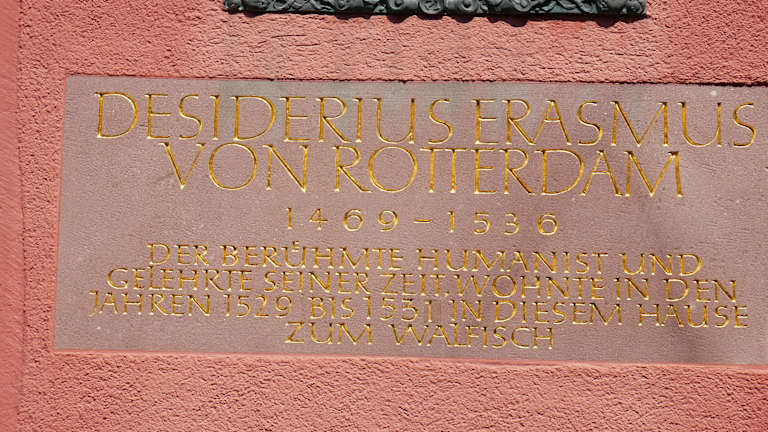 DESIDERIUS ERASMUS
VON ROTTERDAM
1469–1536
DER BERÜHMTE HUMANIST UND
GELEHRTE SEINER ZEIT, WOHNTE IN DEN
JAHREN 1529 BIS 1531 IN DIESEM HAUSE
ZUM WALFISCH